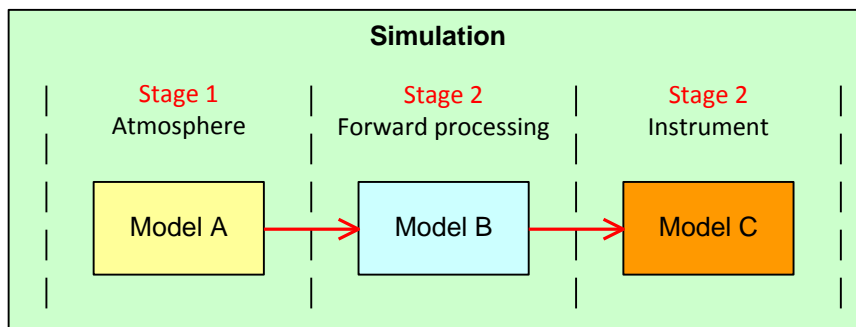 Simulation
Stage 1
Atmosphere
Stage 2
Forward processing
Stage 2
Instrument
Model A
Model B
Model C